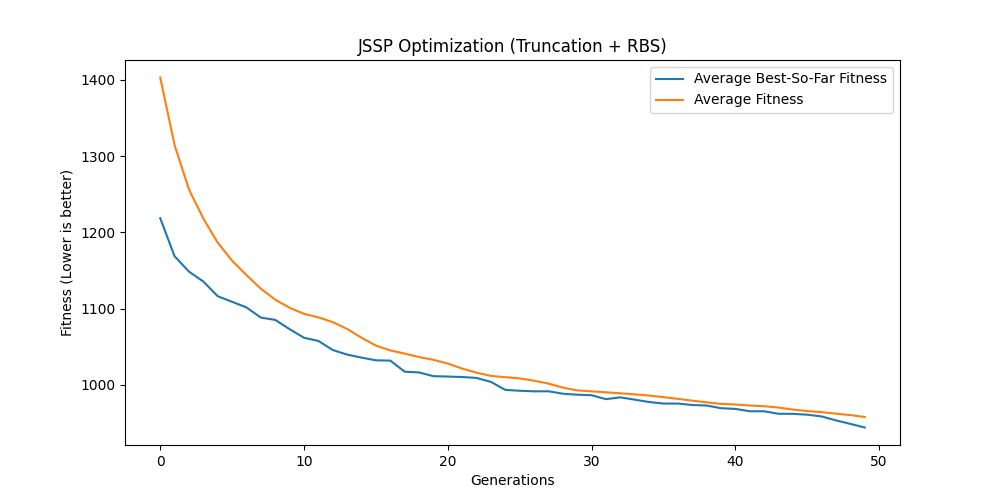 JSSP Optimization (Truncation + RBS)
Average Best-So-Far Fitness
Average Fitness
Fitness (Lower is better)
1400
1300
1200
1100
1000
0 10 20 30 40 50
Generations